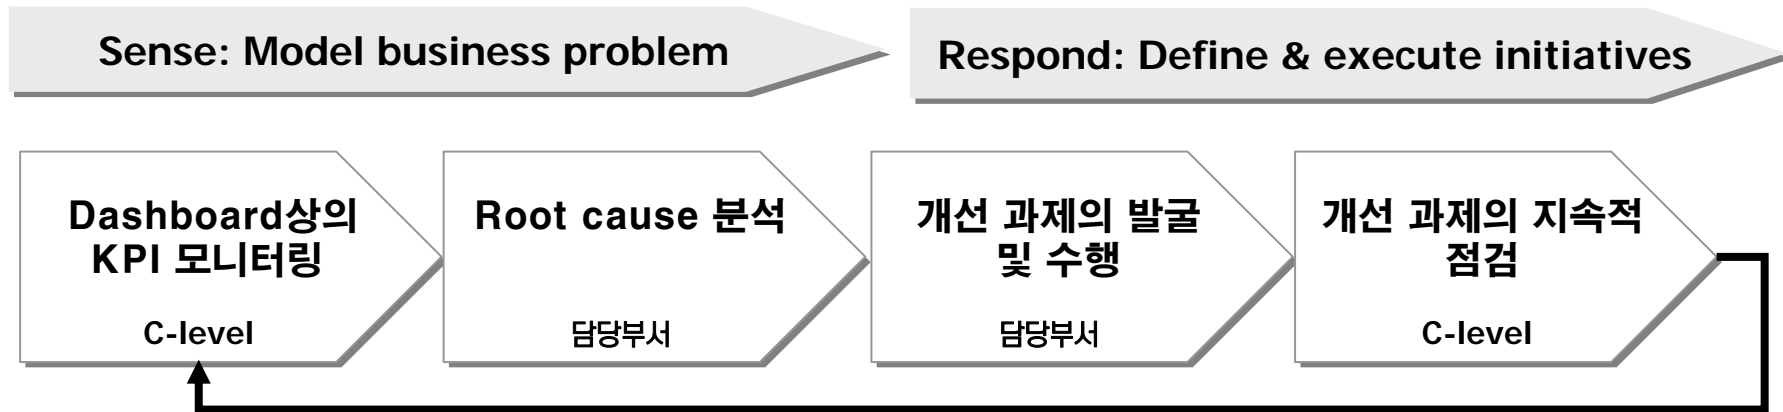 Sense: Model business problem
Respond: Define & execute initiatives
Dashboard상의
KPI 모니터링
C-level
Root cause 분석
담당부서
개선 과제의 발굴
및 수행
담당부서
개선 과제의 지속적
점검
C-level